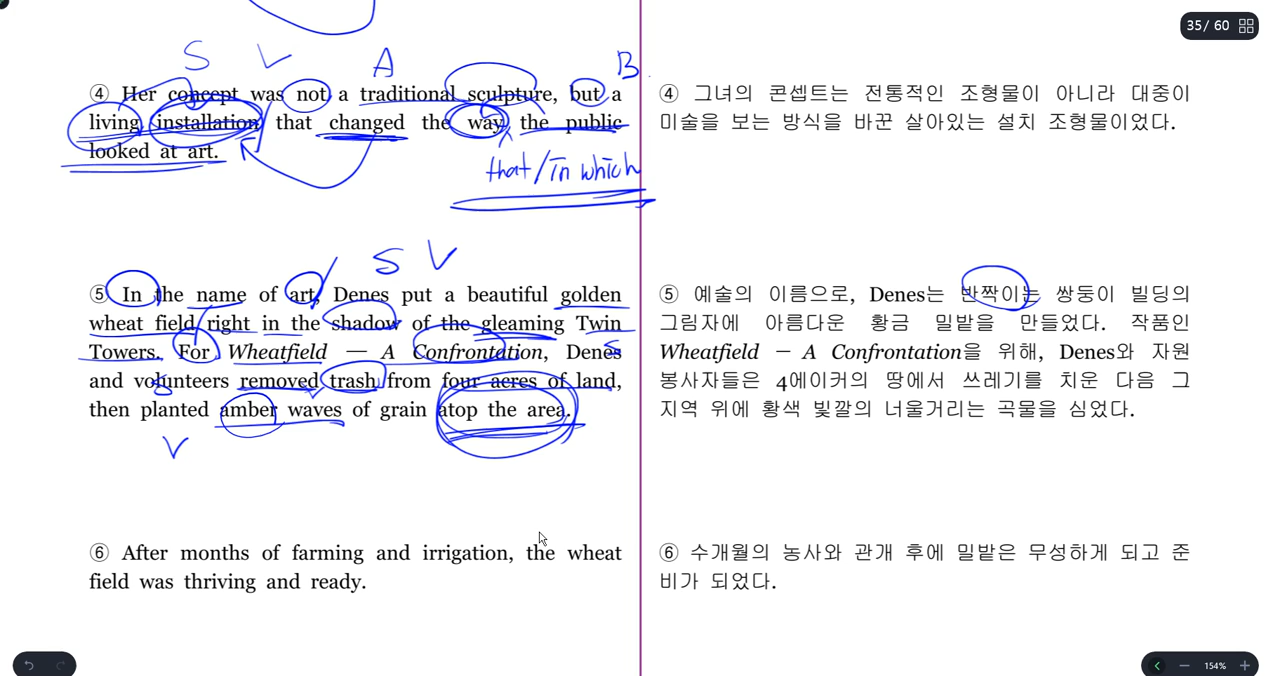 35/ 60
S V A B
④ Her concept was not a traditional sculpture, but a
living installation that changed the way the public
looked at art.
that/in which
④ 그녀의 콘셉트는 전통적인 조형물이 아니라 대중이
미술을 보는 방식을 바꾼 살아있는 설치 조형물이었다.
S V
⑤ In the name of art, Denes put a beautiful golden
wheat field right in the shadow of the gleaming Twin
Towers. For Wheatfield — A Confrontation, Denes
S
and volunteers removed trash from four acres of land,
S
then planted amber waves of grain atop the area.
V
⑤ 예술의 이름으로, Denes는 반짝이는 쌍둥이 빌딩의
그림자에 아름다운 황금 밀밭을 만들었다. 작품인
Wheatfield — A Confrontation을 위해, Denes와 자원
봉사자들은 4에이커의 땅에서 쓰레기를 치운 다음 그
지역 위에 황색 빛깔의 너울거리는 곡물을 심었다.
⑥ After months of farming and irrigation, the wheat
field was thriving and ready.
⑥ 수개월의 농사와 관개 후에 밀밭은 무성하게 되고 준
비가 되었다.
154%